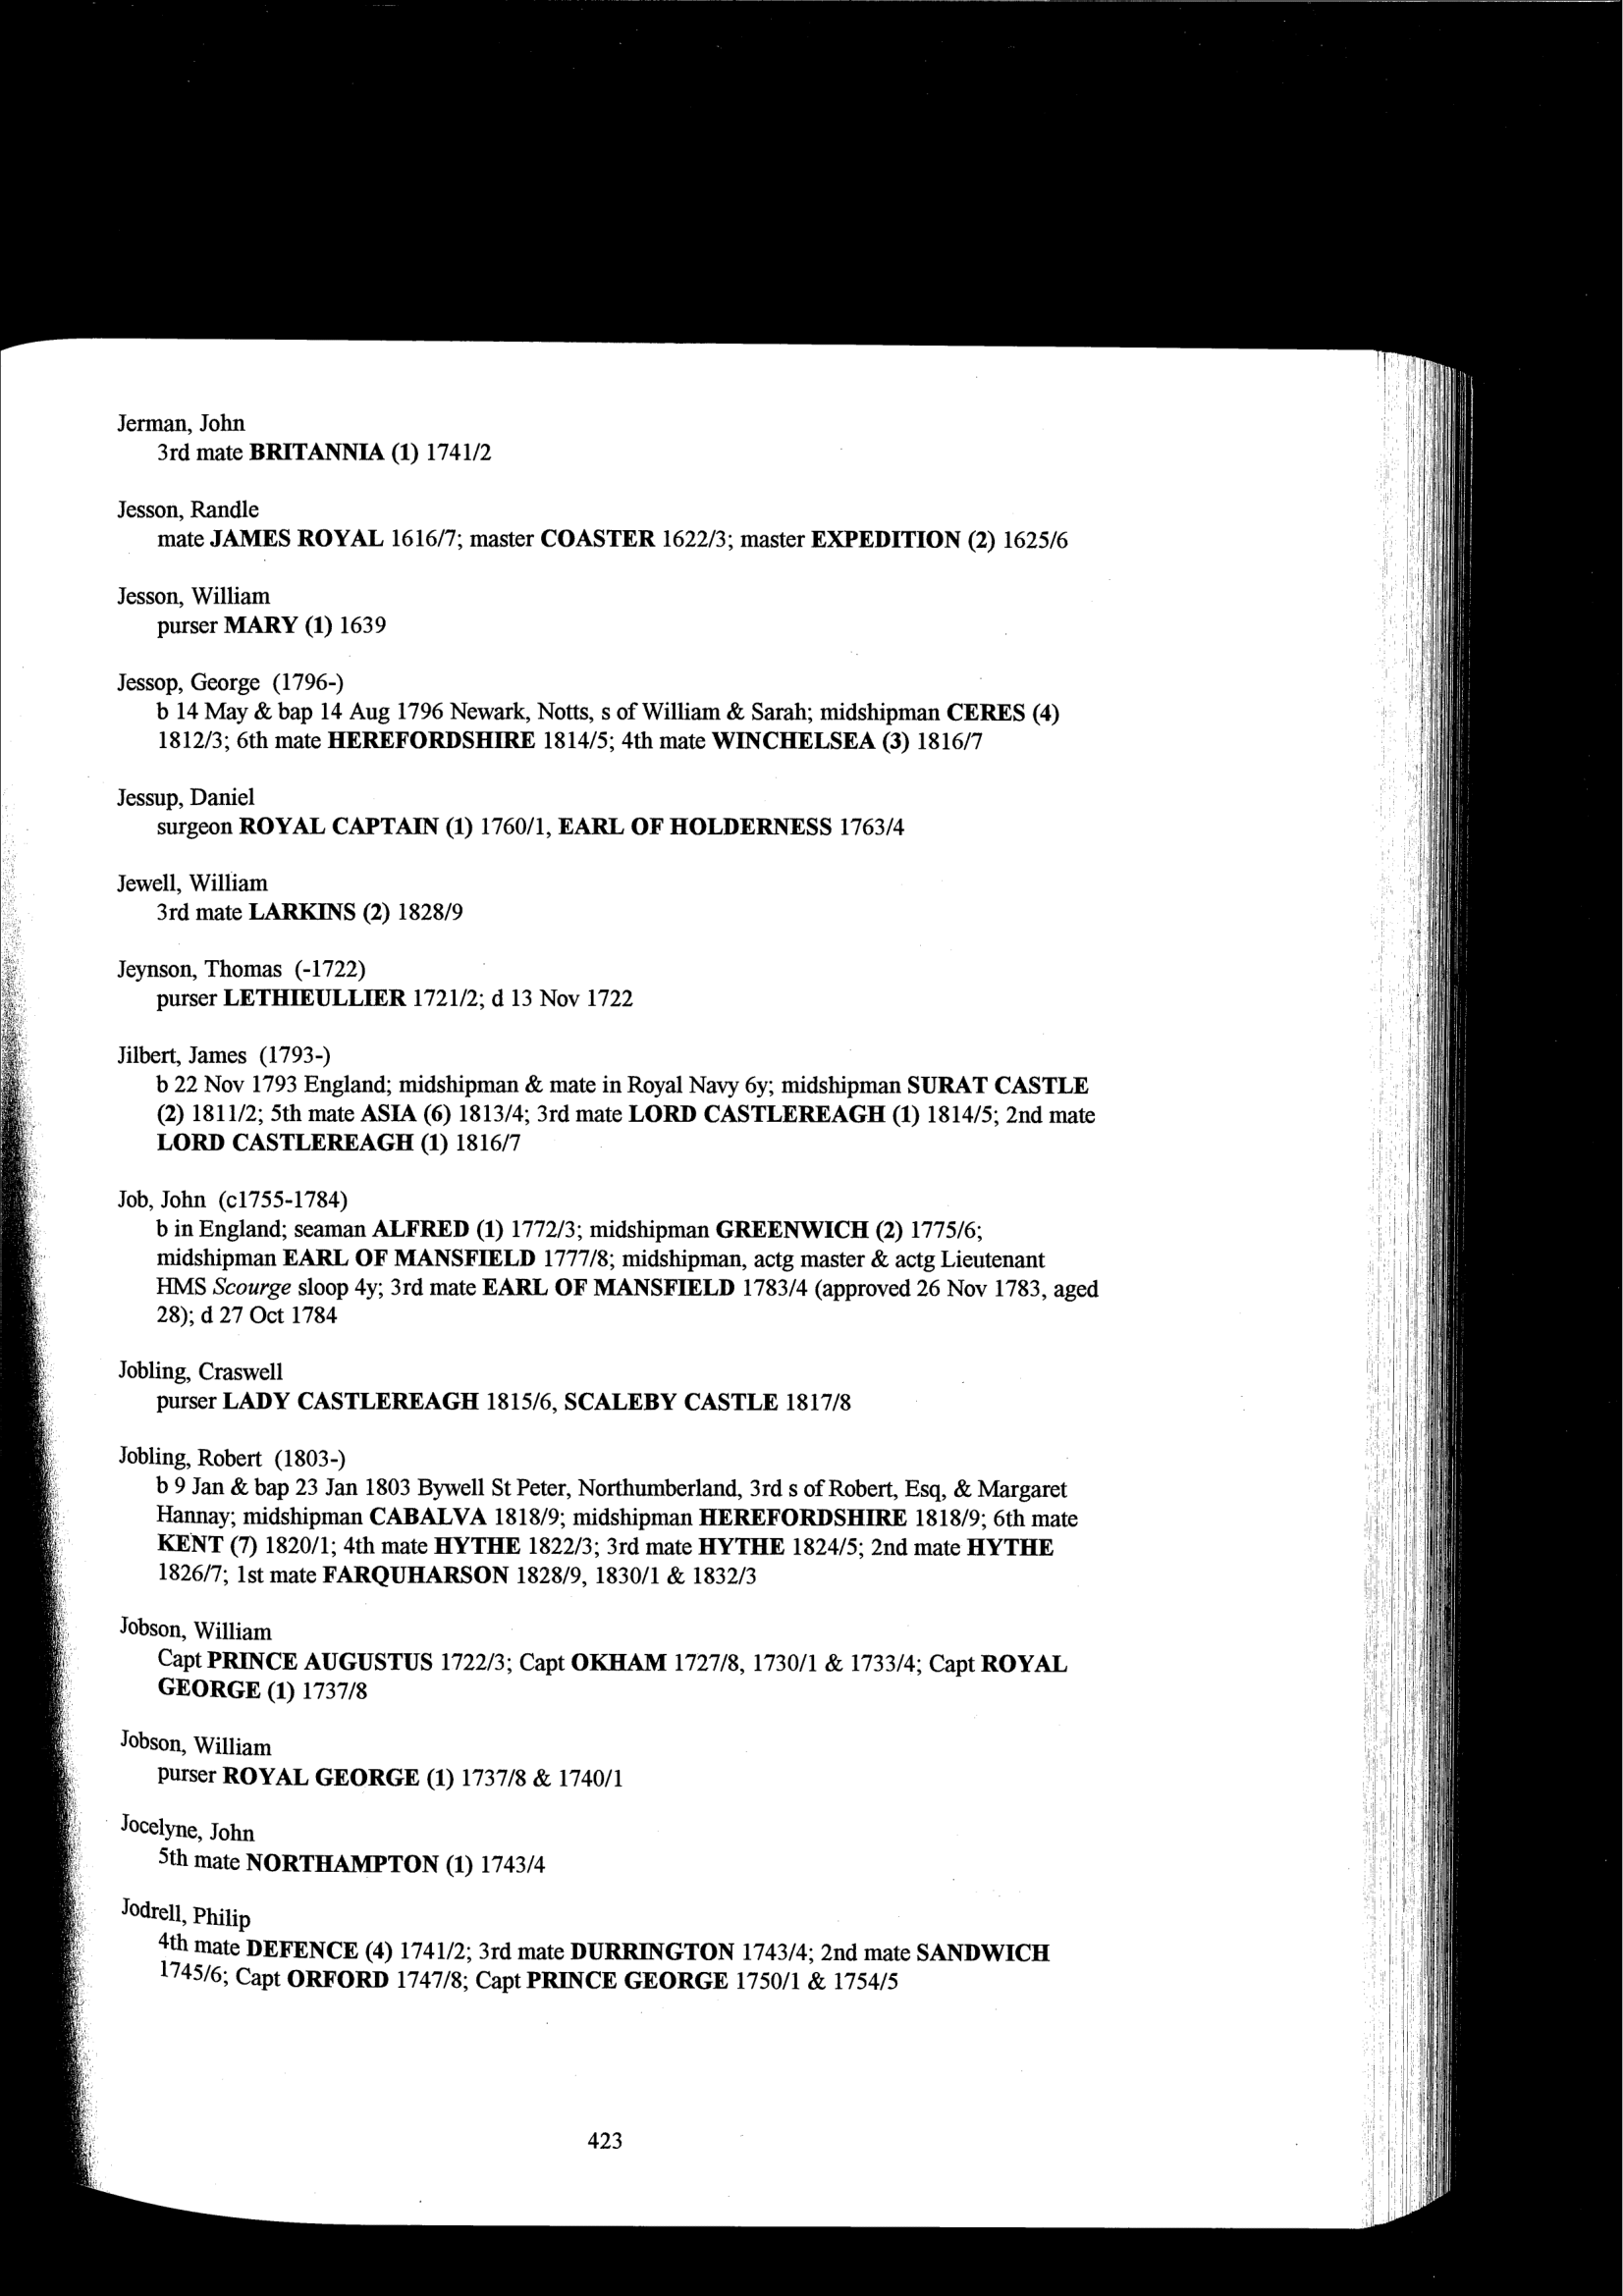 Jerman, John
3rd mate BRITANNIA (1) 1741/2
Jesson, Randle
mate JAMES ROYAL 1616/7; master COASTER 1622/3; master EXPEDITION (2) 1625/6
Jesson, William
purser MARY (1) 1639
Jessop, George (1796-)
b 14 May & bap 14 Aug 1796 Newark, Notts, s of William & Sarah; midshipman CERES (4)
1812/3; 6th mate HEREFORDSHIRE 1814/5; 4th mate WINCHELSEA (3) 1816/7
Jessup, Daniel
surgeon ROYAL CAPTAIN (1) 1760/1, EARL OF HOLDERNESS 1763/4
Jewell, William
3rd mate LARKINS (2) 1828/9
Jeynson, Thomas (-1722)
purser LETHIEULLIER 1721/2; d 13 Nov 1722
Jilbert, James (1793-)
b 22 Nov 1793 England; midshipman & mate in Royal Navy 6y; midshipman SURAT CASTLE
(2) 1811/2; 5th mate ASIA (6) 1813/4; 3rd mate LORD CASTLEREAGH (1) 1814/5; 2nd mate
LORD CASTLEREAGH (1) 1816/7
Job, John (c1755-1784)
b in England; seaman ALFRED (1) 1772/3; midshipman GREENWICH (2) 1775/6;
midshipman EARL OF MANSFIELD 1777/8; midshipman, actg master & actg Lieutenant
HMS Scourge sloop 4y; 3rd mate EARL OF MANSFIELD 1783/4 (approved 26 Nov 1783, aged
28); d 27 Oct 1784
Jobling, Craswell
purser LADY CASTLEREAGH 1815/6, SCALEBY CASTLE 1817/8
Jobling, Robert (1803-)
b 9 Jan & bap 23 Jan 1803 Bywell St Peter, Northumberland, 3rd s of Robert, Esq, & Margaret
Hannay; midshipman CABALVA 1818/9; midshipman HEREFORDSHIRE 1818/9; 6th mate
KENT (7) 1820/1; 4th mate HYTHE 1822/3; 3rd mate HYTHE 1824/5; 2nd mate HYTHE
1826/7; 1st mate FARQUHARSON 1828/9, 1830/1 & 1832/3
Jobson, William
Capt PRINCE AUGUSTUS 1722/3; Capt OKHAM 1727/8, 1730/1 & 1733/4; Capt ROYAL
GEORGE (1) 1737/8
Jobson, William
purser ROYAL GEORGE (1) 1737/8 & 1740/1
Jocelyne, John
5th mate NORTHAMPTON (1) 1743/4
Jodrell, Philip
4th mate DEFENCE (4) 1741/2; 3rd mate DURRINGTON 1743/4; 2nd mate SANDWICH
1745/6; Capt ORFORD 1747/8; Capt PRINCE GEORGE 1750/1 & 1754/5
423